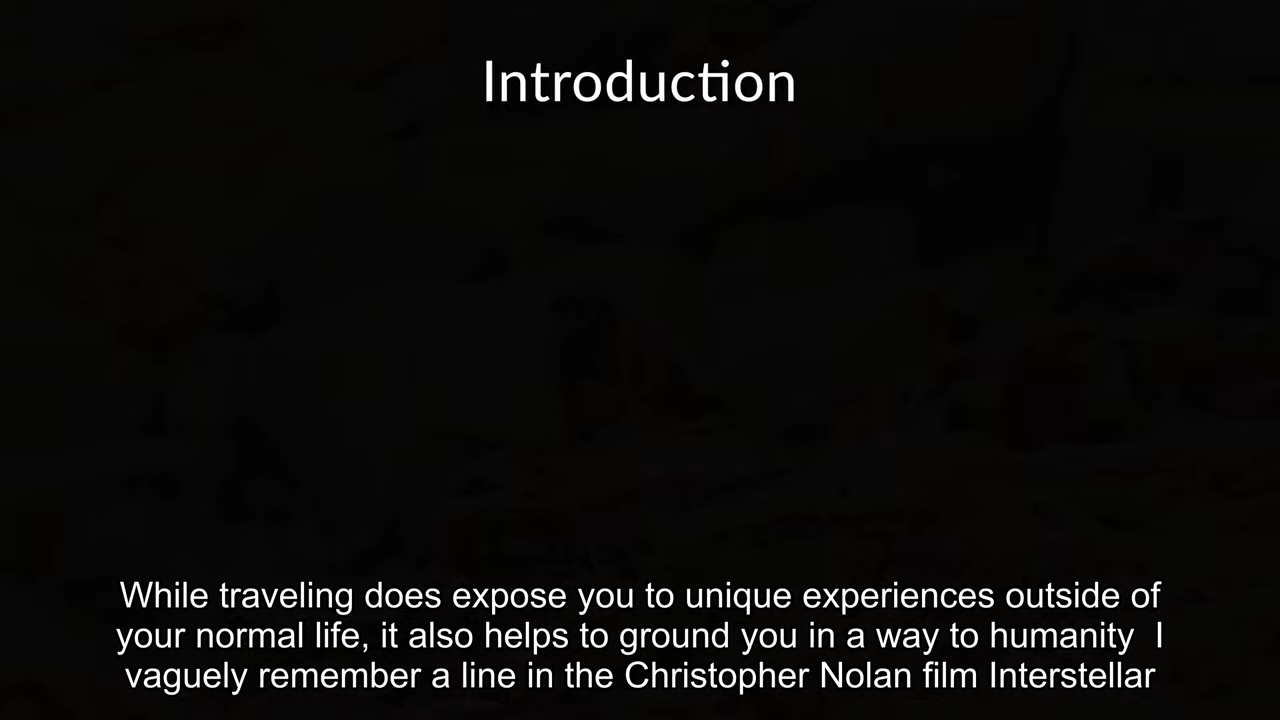 Introduction
While traveling does expose you to unique experiences outside of
your normal life, it also helps to ground you in a way to humanity  I
vaguely remember a line in the Christopher Nolan film Interstellar